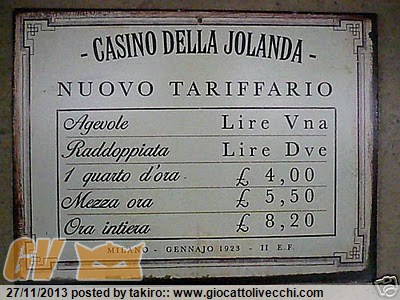 - CASINO DELLA JOLANDA -
NUOVO TARIFFARIO
Agevole Lire Vna
Raddoppiata Lire Dve
1 quarto d'ora £ 4,00
Mezza ora £ 5,50
Ora intiera £ 8,20
MILANO - GENNAJO 1923 - II E.F.
GV
27/11/2013 posted by takiro:: www.giocattolivecchi.com